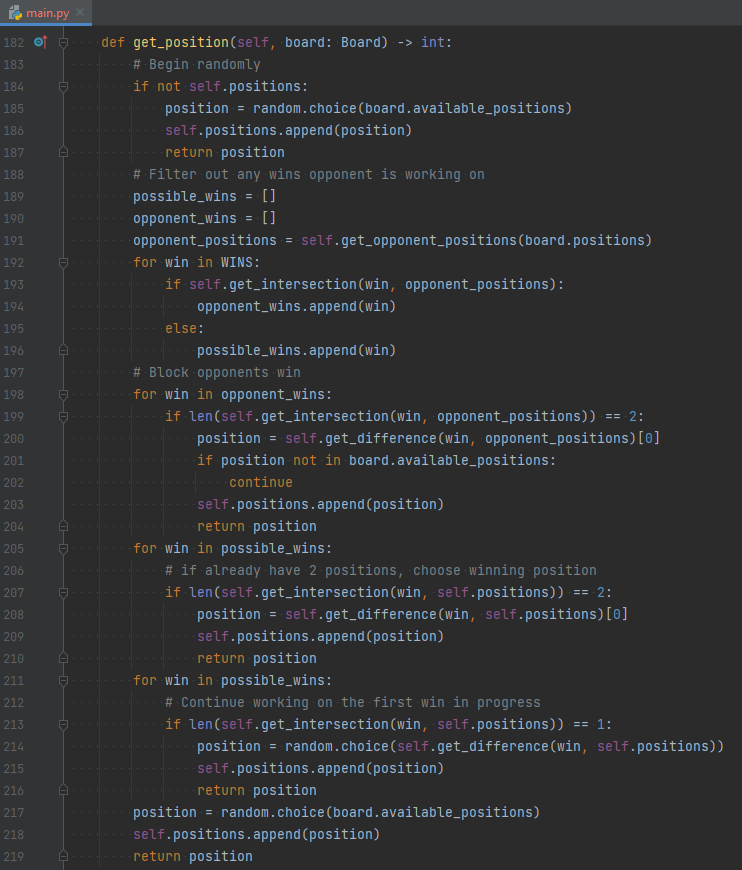 main.py
182 def get_position(self, board: Board) -> int:
183 # Begin randomly
184 if not self.positions:
185 position = random.choice(board.available_positions)
186 self.positions.append(position)
187 return position
188 # Filter out any wins opponent is working on
189 possible_wins = []
190 opponent_wins = []
191 opponent_positions = self.get_opponent_positions(board.positions)
192 for win in WINS:
193 if self.get_intersection(win, opponent_positions):
194 opponent_wins.append(win)
195 else:
196 possible_wins.append(win)
197 # Block opponents win
198 for win in opponent_wins:
199 if len(self.get_intersection(win, opponent_positions)) == 2:
200 position = self.get_difference(win, opponent_positions)[0]
201 if position not in board.available_positions:
202 continue
203 self.positions.append(position)
204 return position
205 for win in possible_wins:
206 # if already have 2 positions, choose winning position
207 if len(self.get_intersection(win, self.positions)) == 2:
208 position = self.get_difference(win, self.positions)[0]
209 self.positions.append(position)
210 return position
211 for win in possible_wins:
212 # Continue working on the first win in progress
213 if len(self.get_intersection(win, self.positions)) == 1:
214 position = random.choice(self.get_difference(win, self.positions))
215 self.positions.append(position)
216 return position
217 position = random.choice(board.available_positions)
218 self.positions.append(position)
219 return position